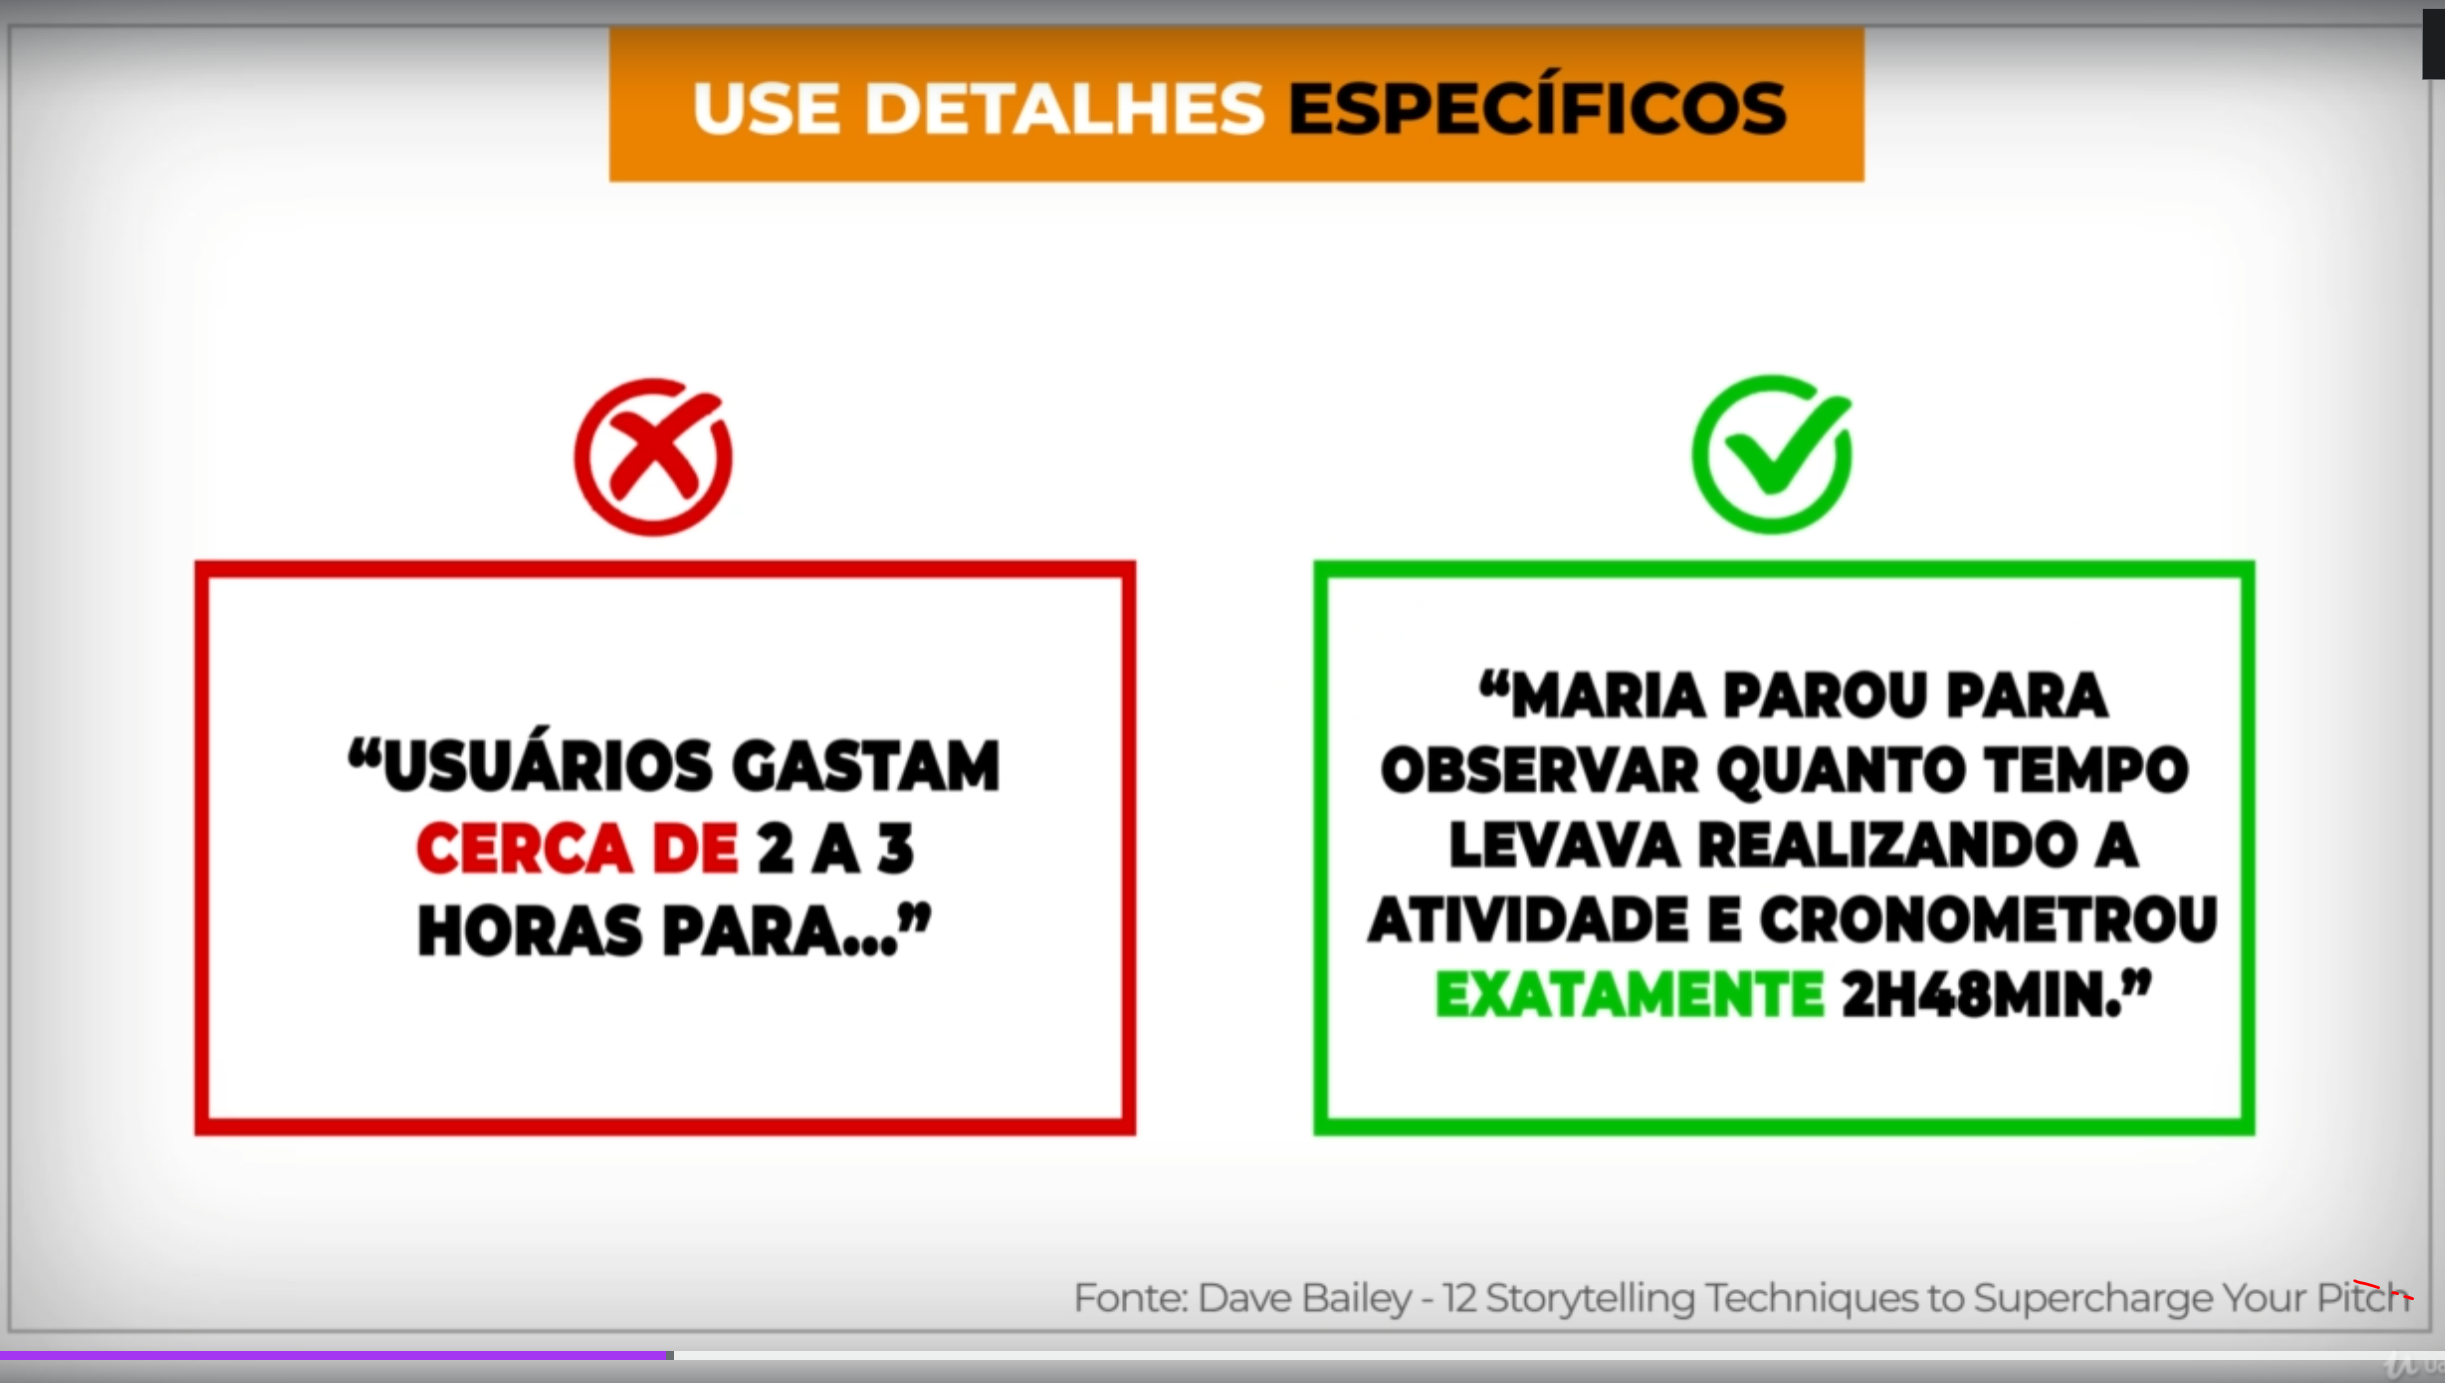 USE DETALHES ESPECÍFICOS
“USUÁRIOS GASTAM
CERCA DE 2 A 3
HORAS PARA...”
“MARIA PAROU PARA
OBSERVAR QUANTO TEMPO
LEVAVA REALIZANDO A
ATIVIDADE E CRONOMETROU
EXATAMENTE 2H48MIN.”
Fonte: Dave Bailey - 12 Storytelling Techniques to Supercharge Your Pitch